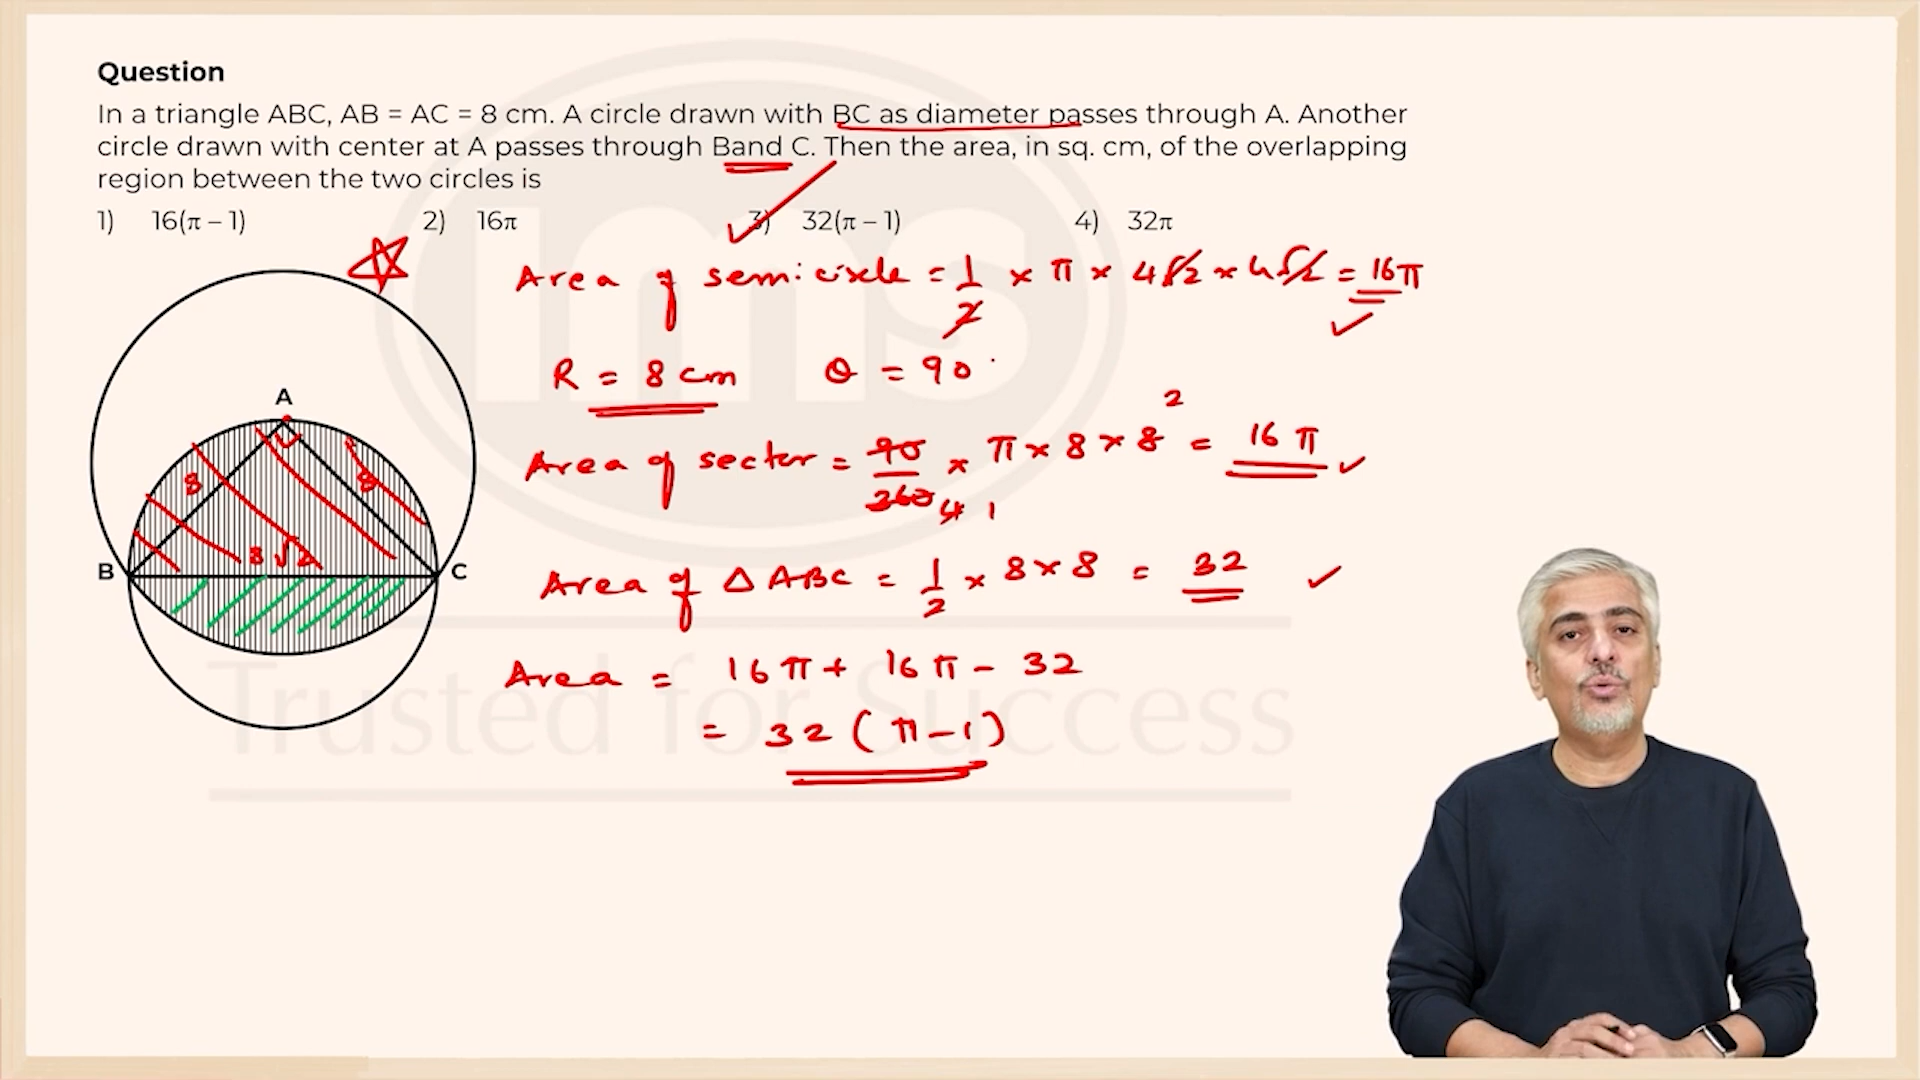 Question
In a triangle ABC, AB = AC = 8 cm. A circle drawn with BC as diameter passes through A. Another
circle drawn with center at A passes through Band C. Then the area, in sq. cm, of the overlapping
region between the two circles is
1) 16(π – 1) 2) 16π 3) 32(π – 1) 4) 32π
Area of semicircle = 1/2 × π × 4√2 × 4√2 = 16π
R = 8 cm θ = 90°
Area of sector = 90/360 × π × 8 × 8 = 16π
2
4 1
Area of △ ABC = 1/2 × 8 × 8 = 32
Area = 16π + 16π – 32
= 32 (π – 1)
A
8 8
8√2
B C
ims
Trusted for Success